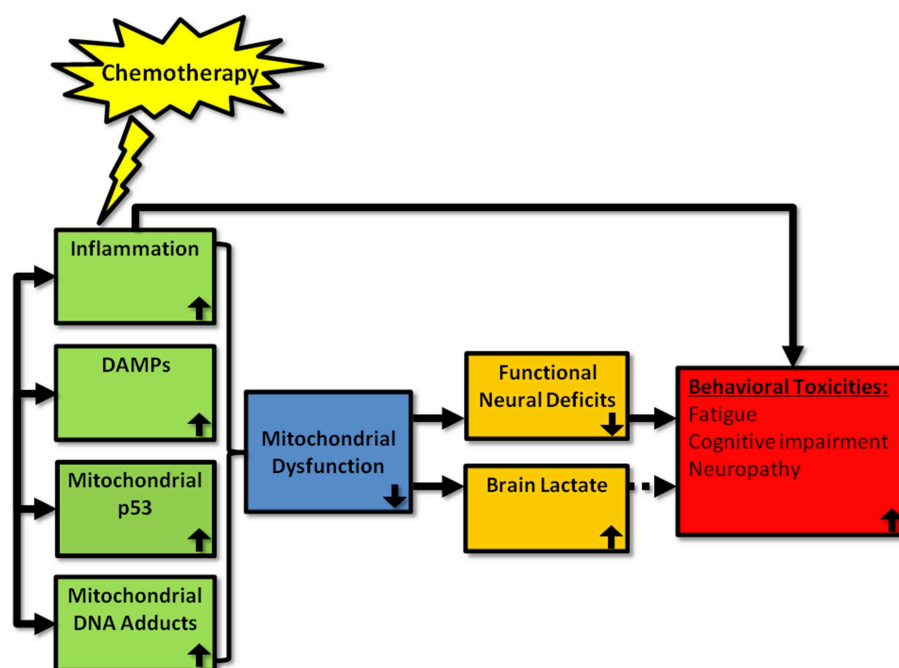 Chemotherapy
Inflammation
DAMPs
Mitochondrial
p53
Mitochondrial
DNA Adducts
Mitochondrial
Dysfunction
Functional
Neural Deficits
Brain Lactate
Behavioral Toxicities:
Fatigue
Cognitive impairment
Neuropathy